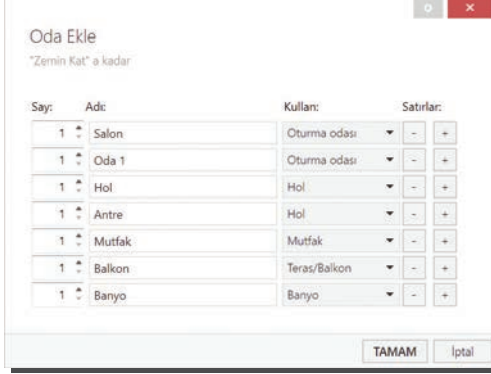 Oda Ekle
"Zemin Kat" a kadar
Say: Adı: Kullan: Satırlar:
1 Salon Oturma odası - +
1 Oda 1 Oturma odası - +
1 Hol Hol - +
1 Antre Hol - +
1 Mutfak Mutfak - +
1 Balkon Teras/Balkon - +
1 Banyo Banyo - +
TAMAM İptal